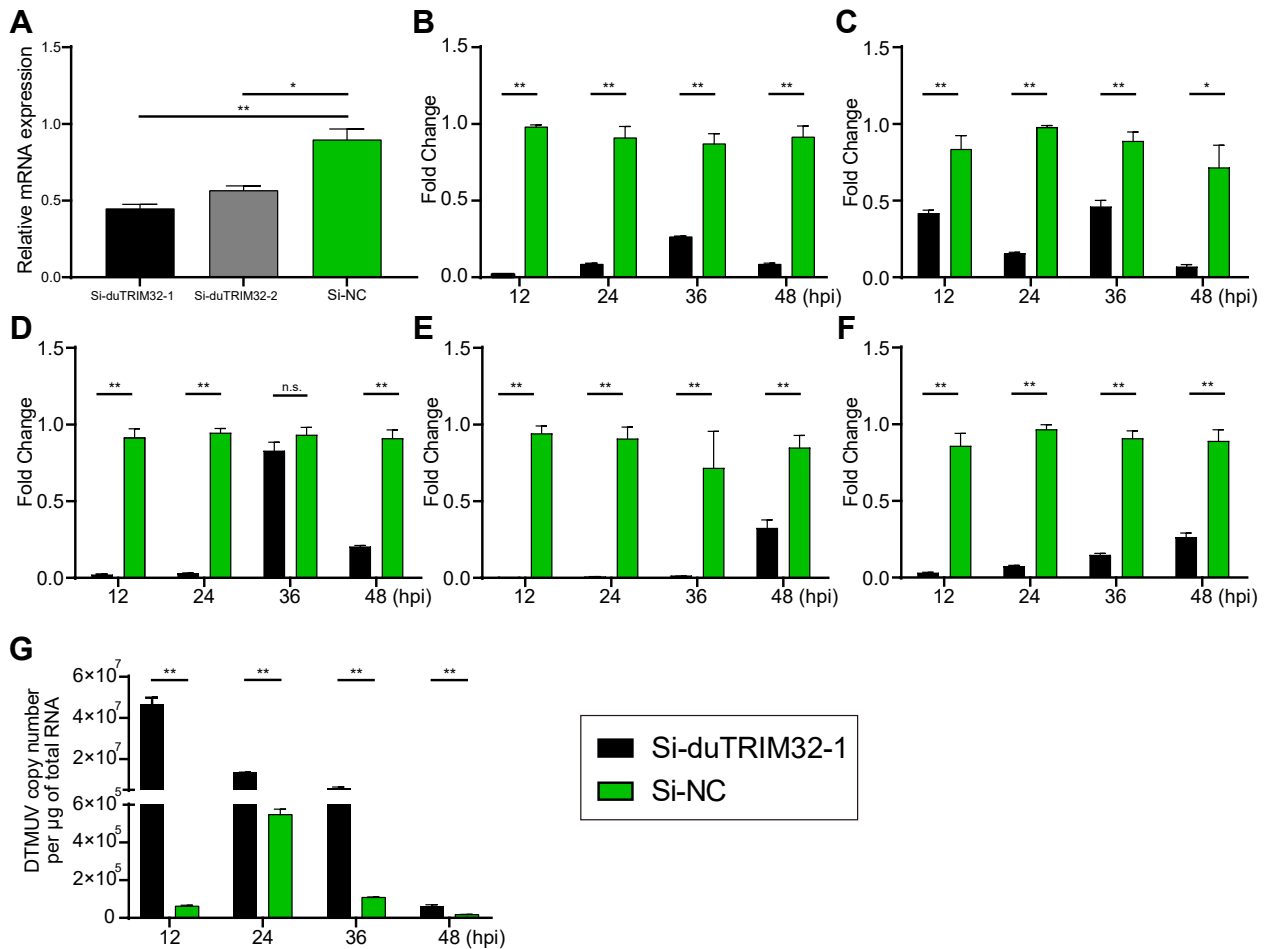 A
Relative mRNA expression
1.5
1.0
0.5
0.0
*
**
Si-duTRIM32-1
Si-duTRIM32-2
Si-NC
B
Fold Change
1.5
1.0
0.5
0.0
** ** ** **
12 24 36 48 (hpi)
C
Fold Change
1.5
1.0
0.5
0.0
** ** ** *
12 24 36 48 (hpi)
D
Fold Change
1.5
1.0
0.5
0.0
** ** n.s. **
12 24 36 48 (hpi)
E
Fold Change
1.5
1.0
0.5
0.0
** ** ** **
12 24 36 48 (hpi)
F
Fold Change
1.5
1.0
0.5
0.0
** ** ** **
12 24 36 48 (hpi)
G
DTMUV copy number
per μg of total RNA
6×10⁷
4×10⁷
2×10⁷
6×10⁵
4×10⁵
2×10⁵
0
** ** ** **
12 24 36 48 (hpi)
Si-duTRIM32-1
Si-NC